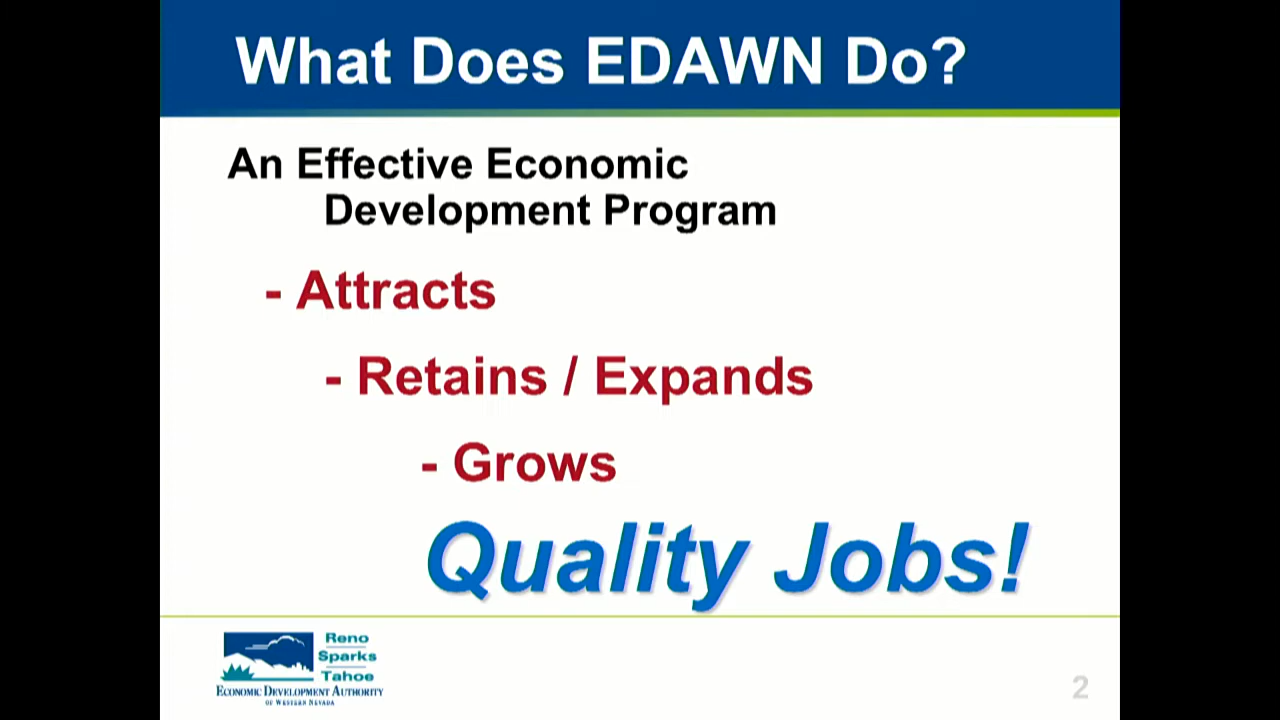 What Does EDAWN Do?
An Effective Economic
Development Program
- Attracts
- Retains / Expands
- Grows
Quality Jobs!
Reno
Sparks
Tahoe
ECONOMIC DEVELOPMENT AUTHORITY
OF WESTERN NEVADA
2